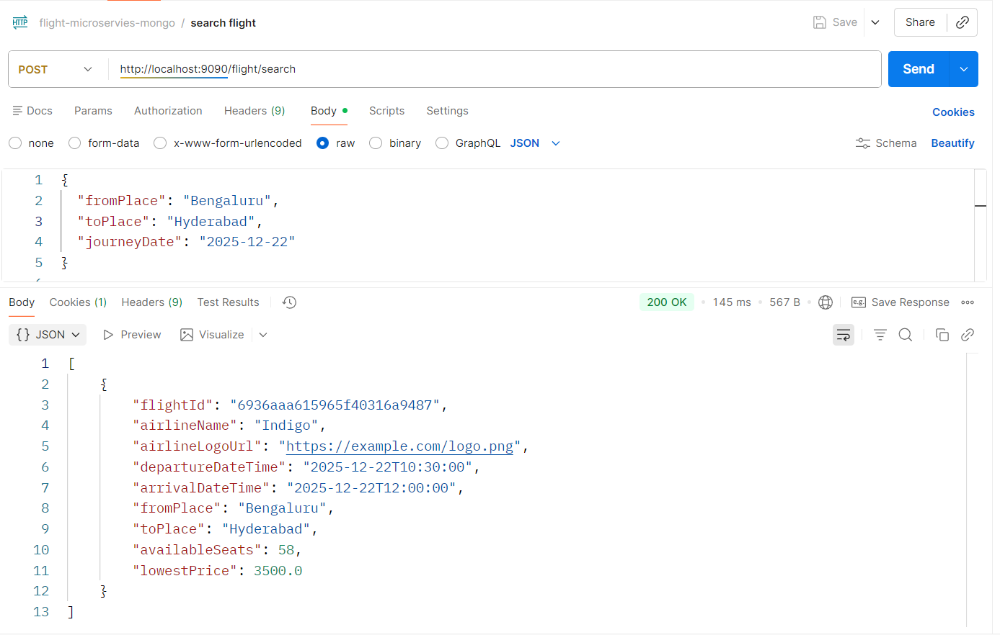 HTTP flight-microservies-mongo / search flight Save Share
POST http://localhost:9090/flight/search Send
Docs Params Authorization Headers (9) Body Scripts Settings Cookies
none form-data x-www-form-urlencoded raw binary GraphQL JSON Schema Beautify
1 {
2 "fromPlace": "Bengaluru",
3 "toPlace": "Hyderabad",
4 "journeyDate": "2025-12-22"
5 }
Body Cookies (1) Headers (9) Test Results 200 OK • 145 ms • 567 B • e.g. Save Response
{} JSON Preview Visualize
1 [
2 {
3 "flightId": "6936aaa615965f40316a9487",
4 "airlineName": "Indigo",
5 "airlineLogoUrl": "https://example.com/logo.png",
6 "departureDateTime": "2025-12-22T10:30:00",
7 "arrivalDateTime": "2025-12-22T12:00:00",
8 "fromPlace": "Bengaluru",
9 "toPlace": "Hyderabad",
10 "availableSeats": 58,
11 "lowestPrice": 3500.0
12 }
13 ]